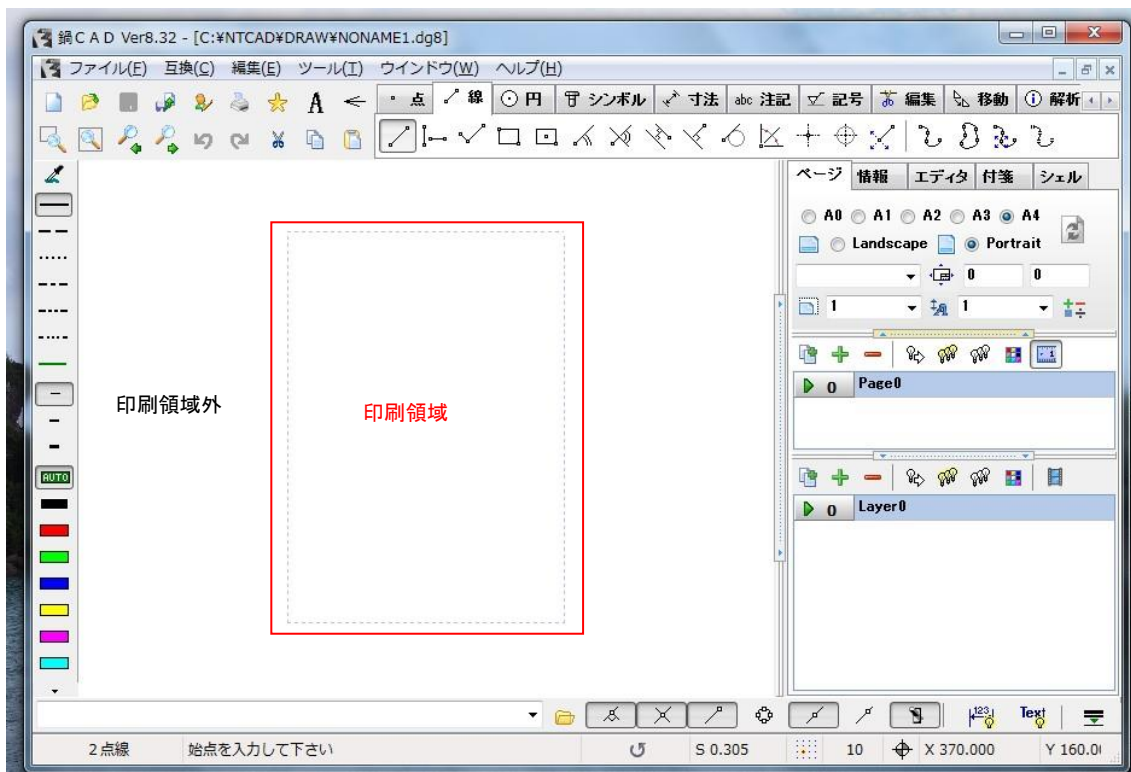 鍋CAD Ver8.32 - [C:¥NTCAD¥DRAW¥NONAME1.dg8]
ファイル(F) 互換(C) 編集(E) ツール(T) ウインドウ(W) ヘルプ(H)
点 線 円 シンボル 寸法 abc 注記 記号 編集 移動 解析
ページ 情報 エディタ 付箋 シェル
A0 A1 A2 A3 A4
Landscape Portrait
0 0
1 1
0 Page0
印刷領域外
印刷領域
AUTO
0 Layer0
123 Text
2点線 始点を入力して下さい S 0.305 10 X 370.000 Y 160.0